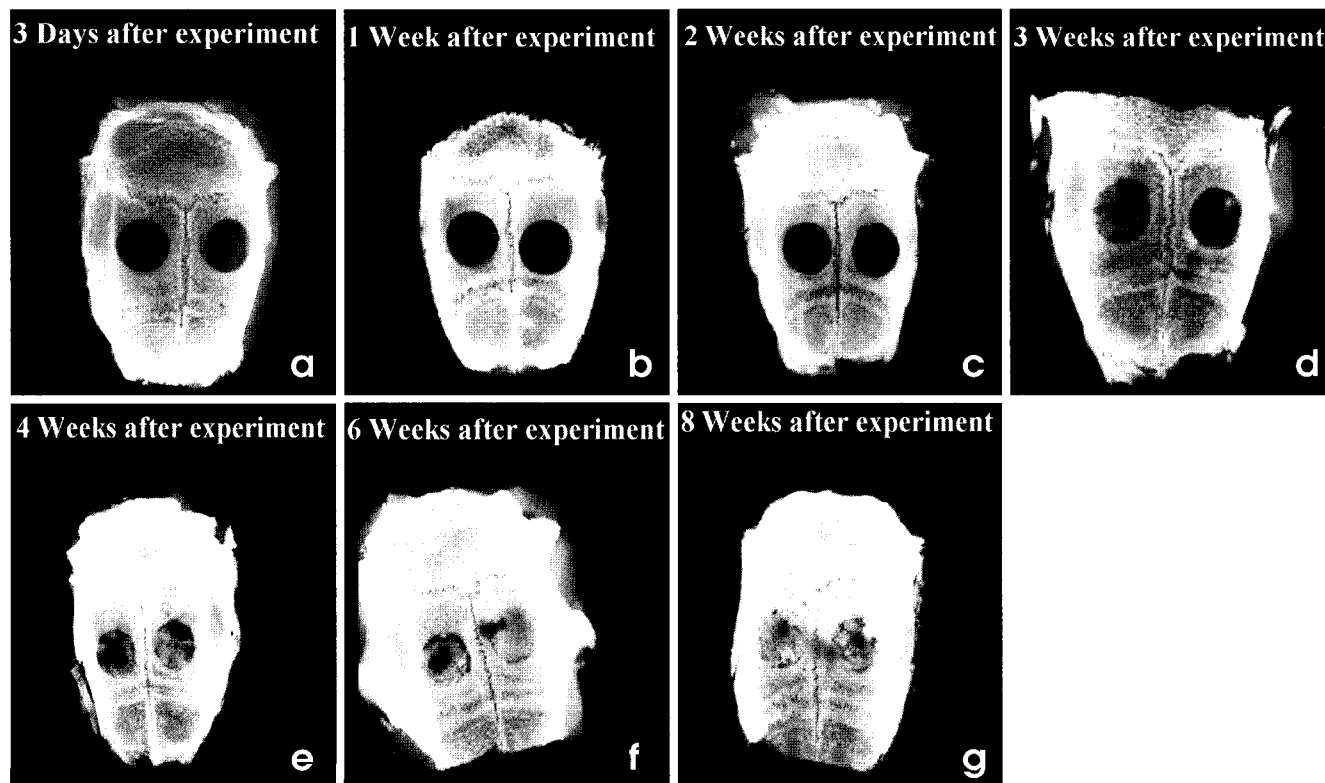 3 Days after experiment
1 Week after experiment
2 Weeks after experiment
3 Weeks after experiment
a
b
c
d
4 Weeks after experiment
6 Weeks after experiment
8 Weeks after experiment
e
f
g